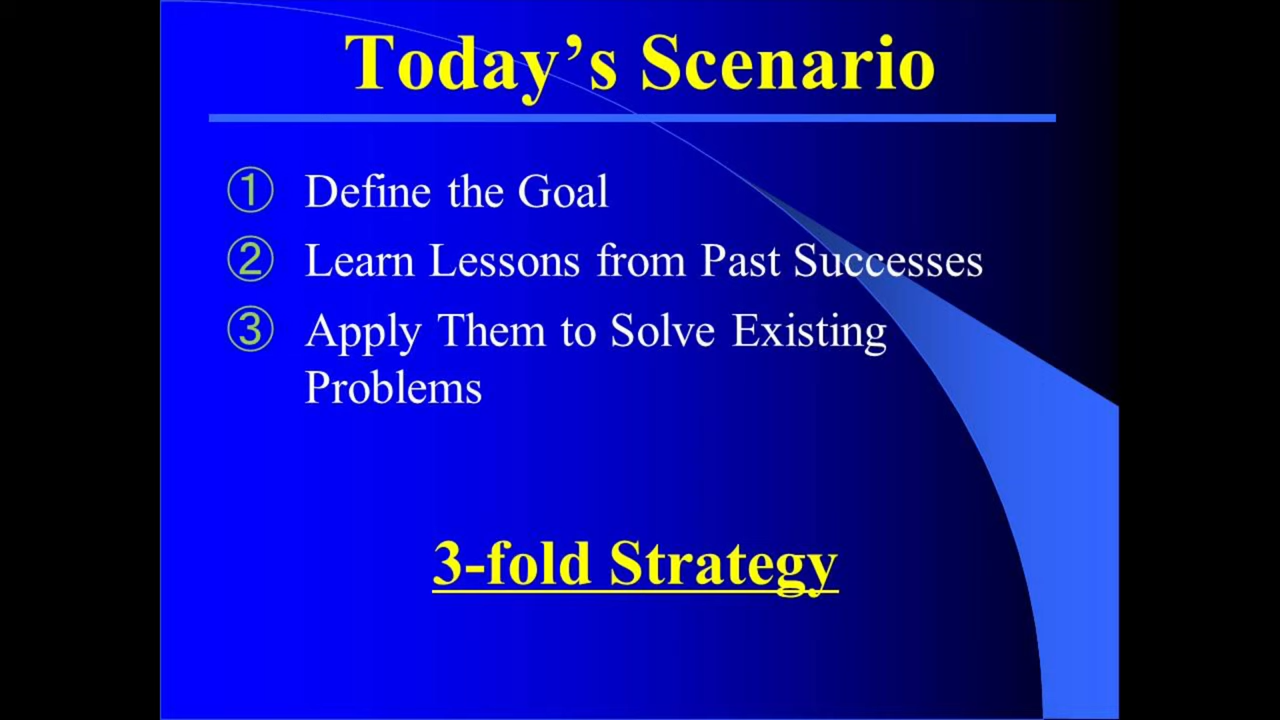 Today’s Scenario
① Define the Goal
② Learn Lessons from Past Successes
③ Apply Them to Solve Existing
Problems
3-fold Strategy